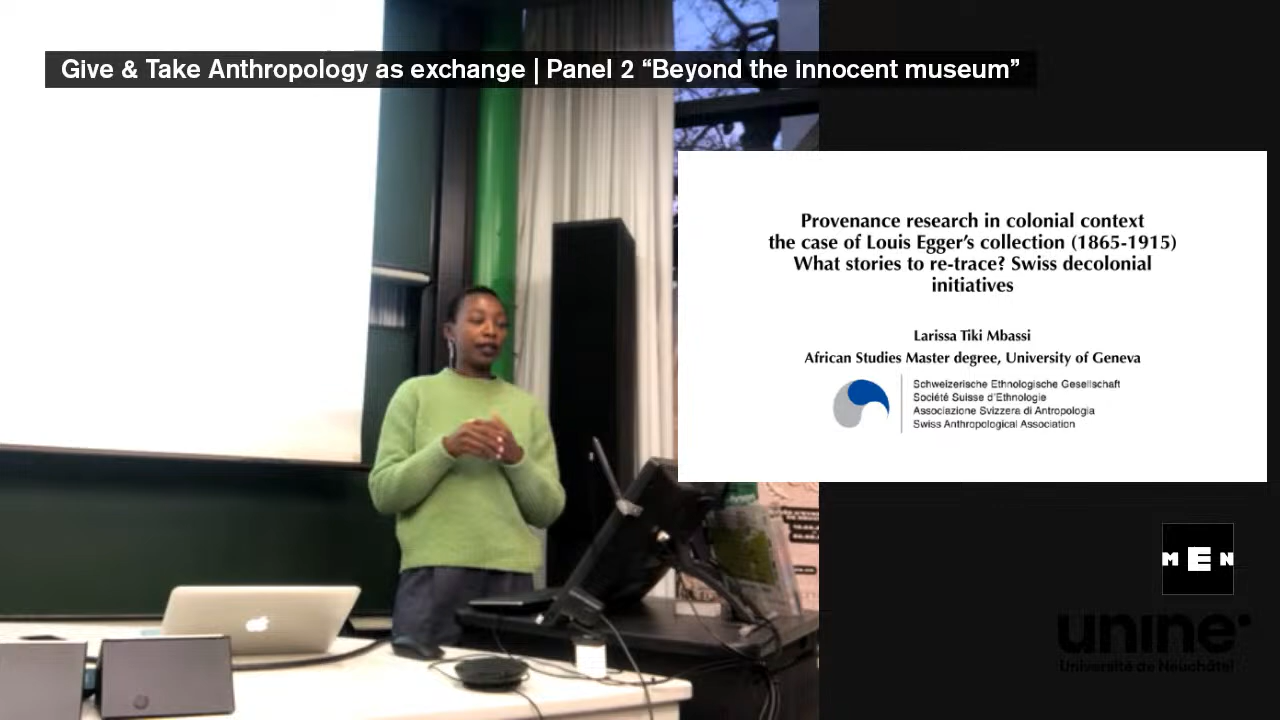 Give & Take Anthropology as exchange | Panel 2 “Beyond the innocent museum”
Provenance research in colonial context
the case of Louis Egger’s collection (1865-1915)
What stories to re-trace? Swiss decolonial
initiatives
Larissa Tiki Mbassi
African Studies Master degree, University of Geneva
Schweizerische Ethnologische Gesellschaft
Société Suisse d’Ethnologie
Associazione Svizzera di Antropologia
Swiss Anthropological Association
MEN
unine
Université de Neuchâtel